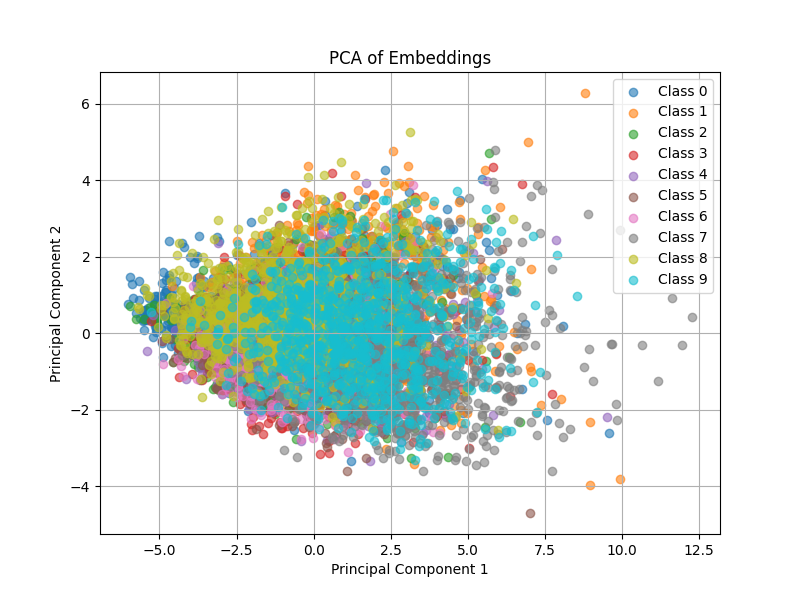 PCA of Embeddings
Class 0
Class 1
Class 2
Class 3
Class 4
Class 5
Class 6
Class 7
Class 8
Class 9
6
4
2
0
−2
−4
Principal Component 2
−5.0 −2.5 0.0 2.5 5.0 7.5 10.0 12.5
Principal Component 1